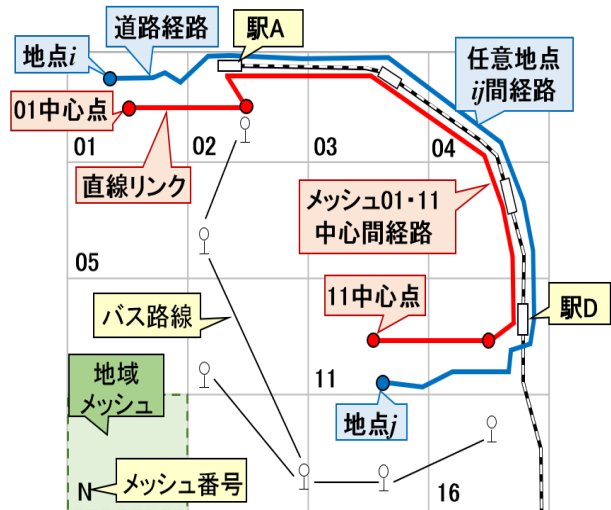 道路経路
駅A
地点i
任意地点
ij間経路
01中心点
01
02
03
04
直線リンク
メッシュ01・11
中心間経路
05
11中心点
バス路線
駅D
地域
メッシュ
11
地点j
N
メッシュ番号
16